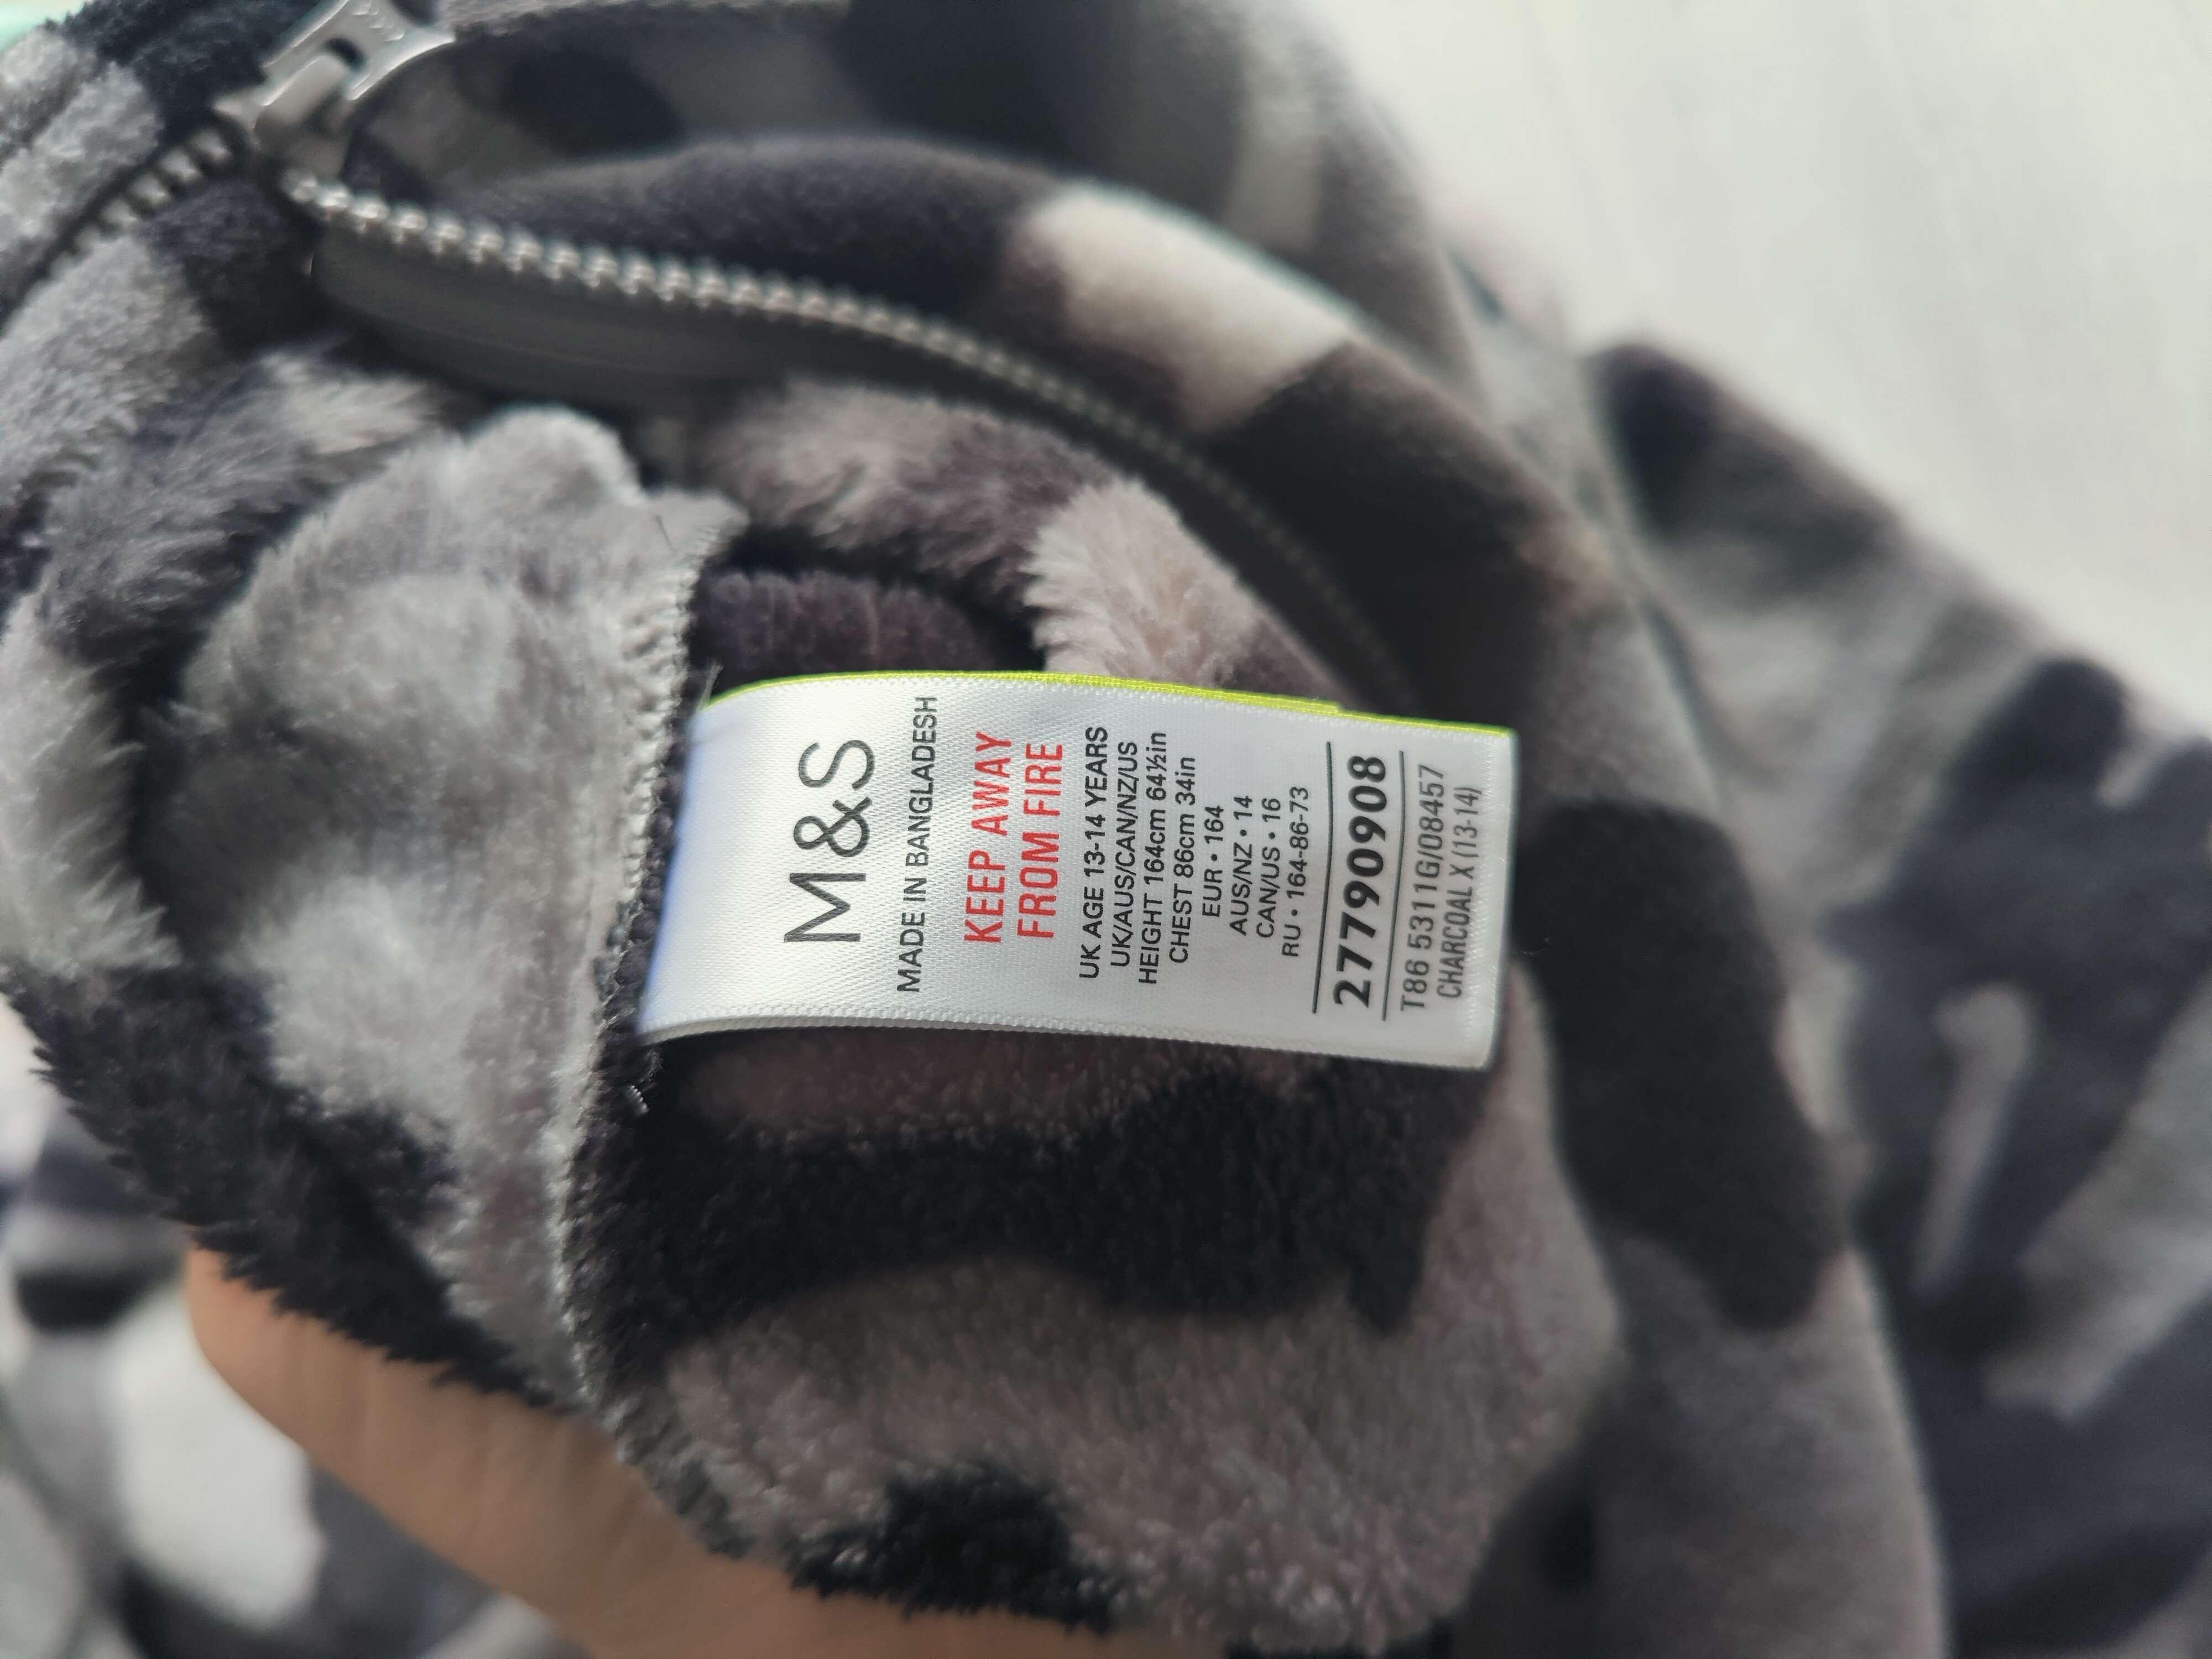 M&S
MADE IN BANGLADESH
KEEP AWAY
FROM FIRE
UK AGE 13-14 YEARS
UK/AUS/CAN/NZ/US
HEIGHT 164cm 64½in
CHEST 86cm 34in
EUR • 164
AUS/NZ • 14
CAN/US • 16
RU • 164-86-73
27790908
T86 5311G/08457
CHARCOAL X (13-14)